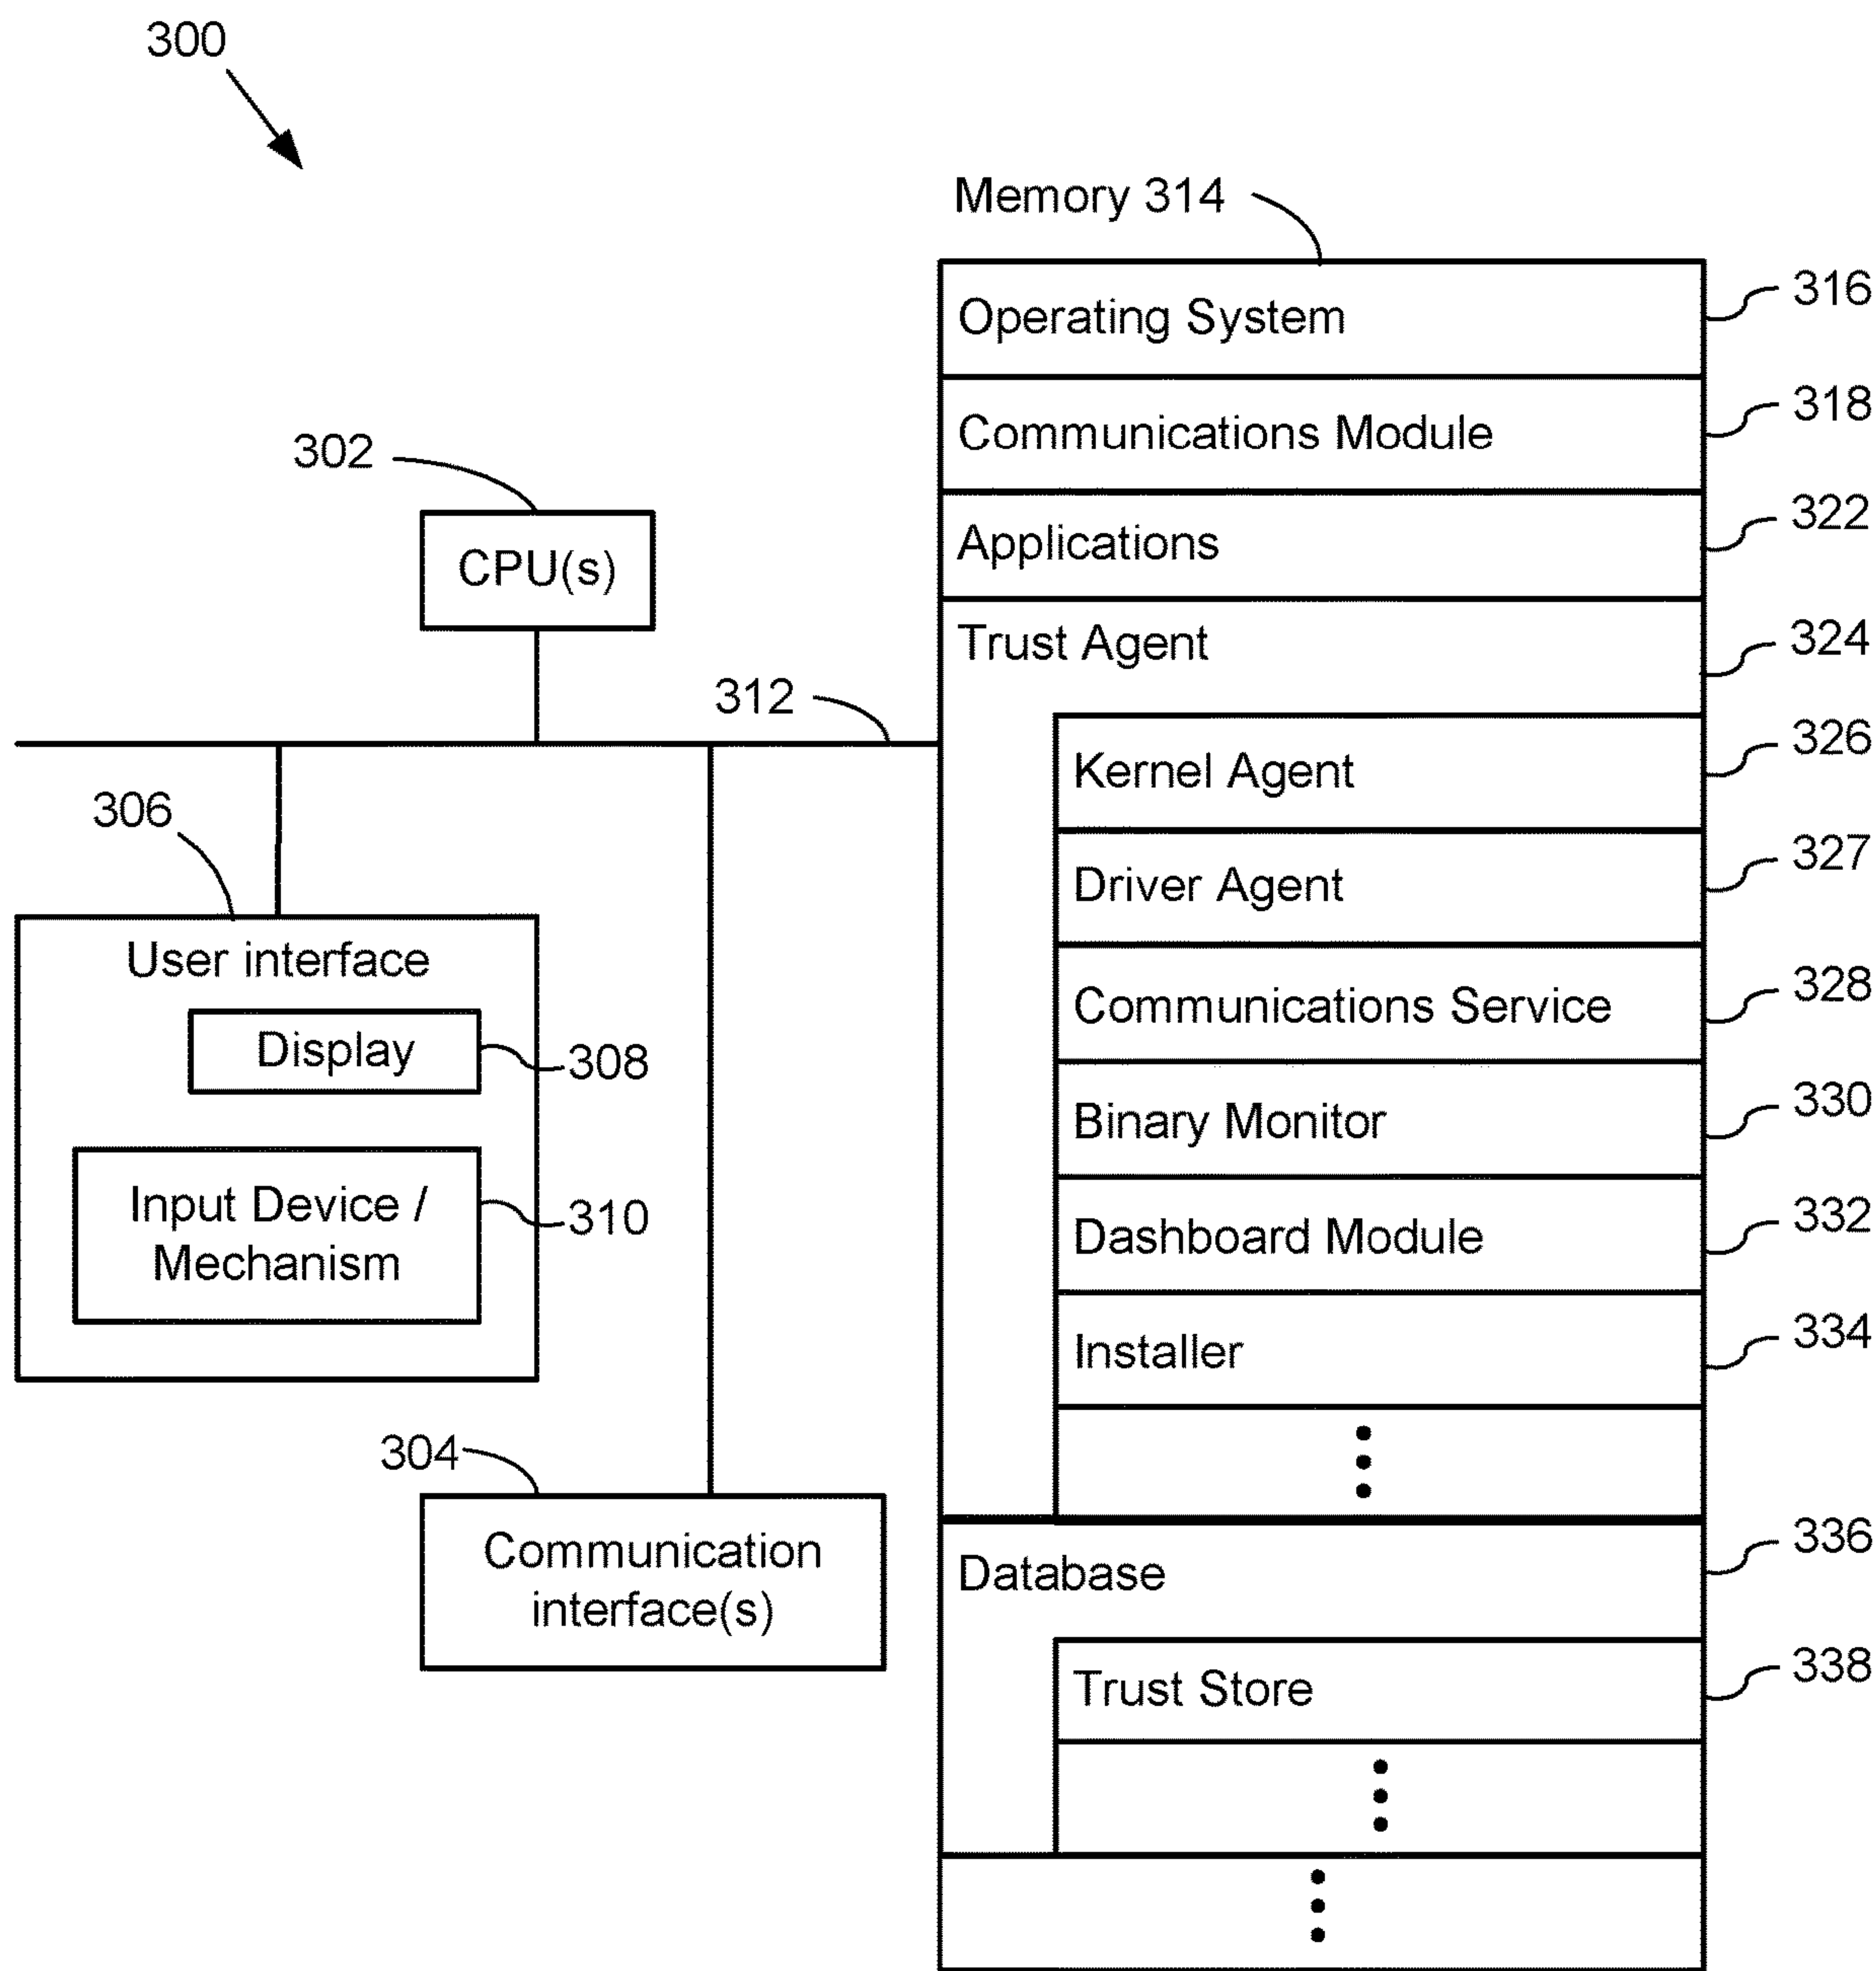 300
Memory 314
Operating System 316
Communications Module 318
Applications 322
Trust Agent 324
Kernel Agent 326
Driver Agent 327
Communications Service 328
Binary Monitor 330
Dashboard Module 332
Installer 334
Database 336
Trust Store 338
302
CPU(s)
312
306
User interface
Display 308
Input Device /
Mechanism
310
304
Communication
interface(s)